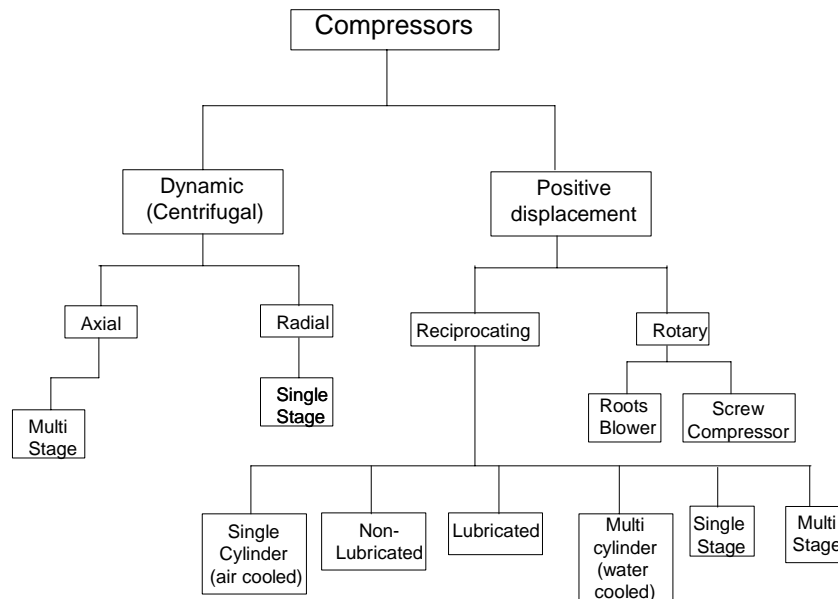 Compressors
Dynamic
(Centrifugal)
Positive
displacement
Axial
Radial
Reciprocating
Rotary
Multi
Stage
Single
Stage
Roots
Blower
Screw
Compressor
Single
Cylinder
(air cooled)
Non-
Lubricated
Lubricated
Multi
cylinder
(water
cooled)
Single
Stage
Multi
Stage